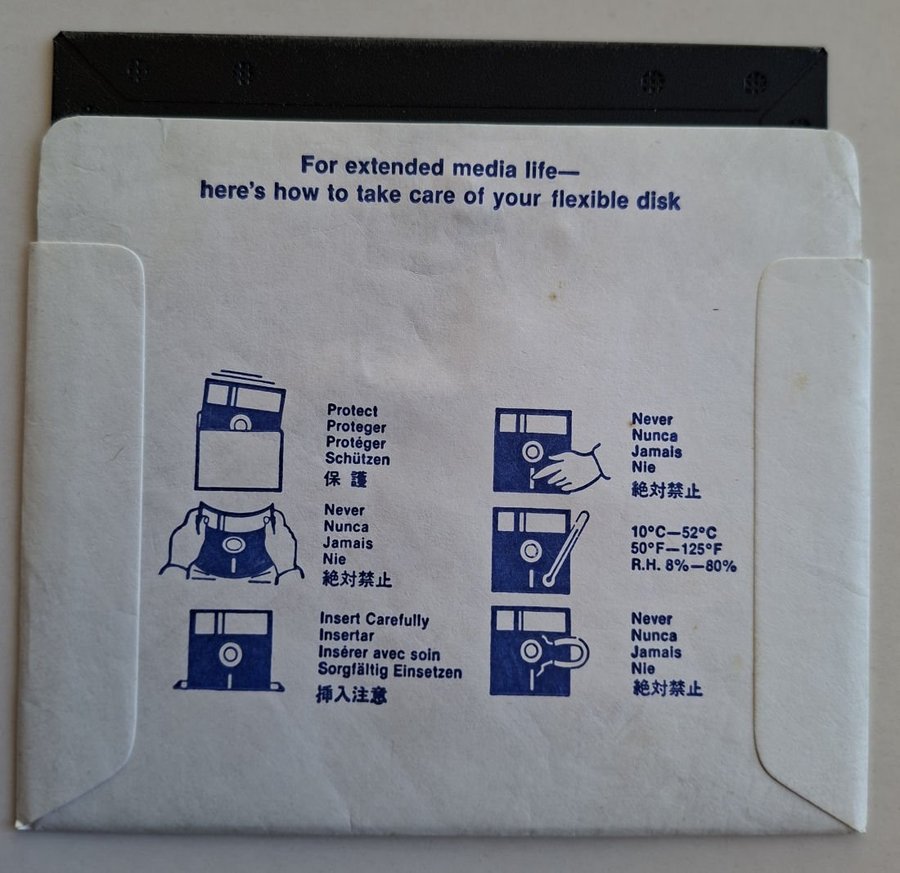 For extended media life—
here's how to take care of your flexible disk
Protect
Proteger
Protéger
Schützen
保 護
Never
Nunca
Jamais
Nie
絶対禁止
Insert Carefully
Insertar
Insérer avec soin
Sorgfältig Einsetzen
挿入注意
Never
Nunca
Jamais
Nie
絶対禁止
10°C—52°C
50°F—125°F
R.H. 8%—80%
Never
Nunca
Jamais
Nie
絶対禁止